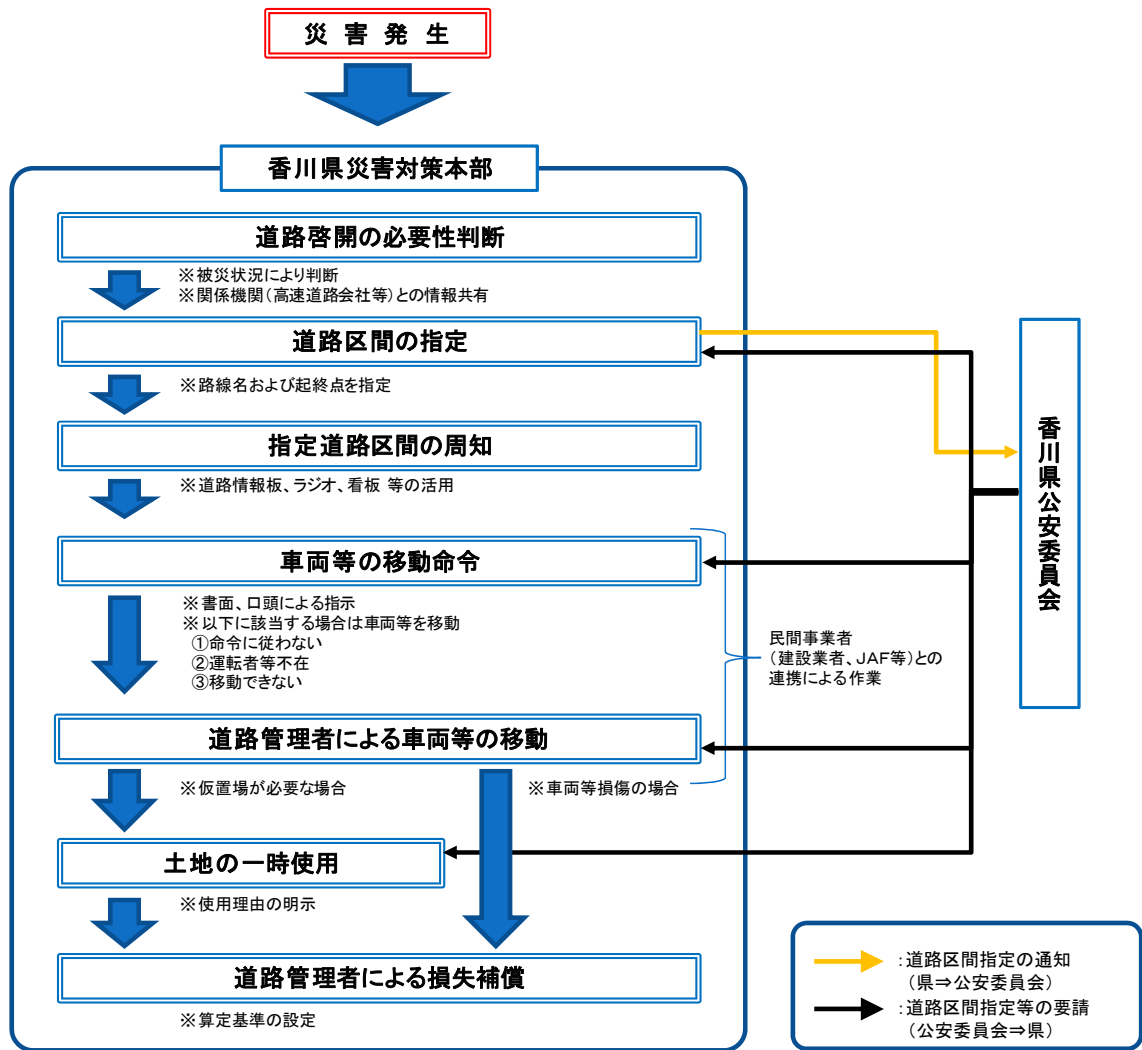 災 害 発 生
香川県災害対策本部
道路啓開の必要性判断
※被災状況により判断
※関係機関(高速道路会社等)との情報共有
道路区間の指定
※路線名および起終点を指定
指定道路区間の周知
※道路情報板、ラジオ、看板 等の活用
車両等の移動命令
※書面、口頭による指示
※以下に該当する場合は車両等を移動
①命令に従わない
②運転者等不在
③移動できない
民間事業者
(建設業者、JAF等)との
連携による作業
道路管理者による車両等の移動
※仮置場が必要な場合
※車両等損傷の場合
土地の一時使用
※使用理由の明示
道路管理者による損失補償
※算定基準の設定
香川県公安委員会
:道路区間指定の通知
(県⇒公安委員会)
:道路区間指定等の要請
(公安委員会⇒県)